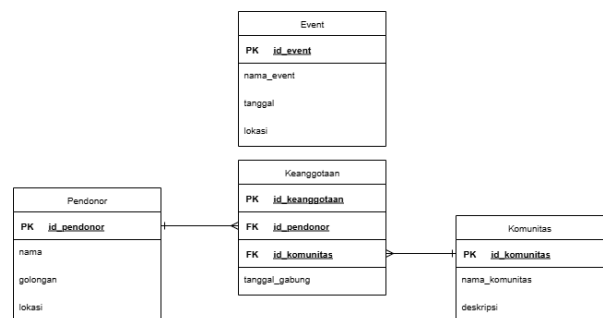 Event
PK id_event
nama_event
tanggal
lokasi
Keanggotaan
PK id_keanggotaan
FK id_pendonor
FK id_komunitas
tanggal_gabung
Pendonor
PK id_pendonor
nama
golongan
lokasi
Komunitas
PK id_komunitas
nama_komunitas
deskripsi